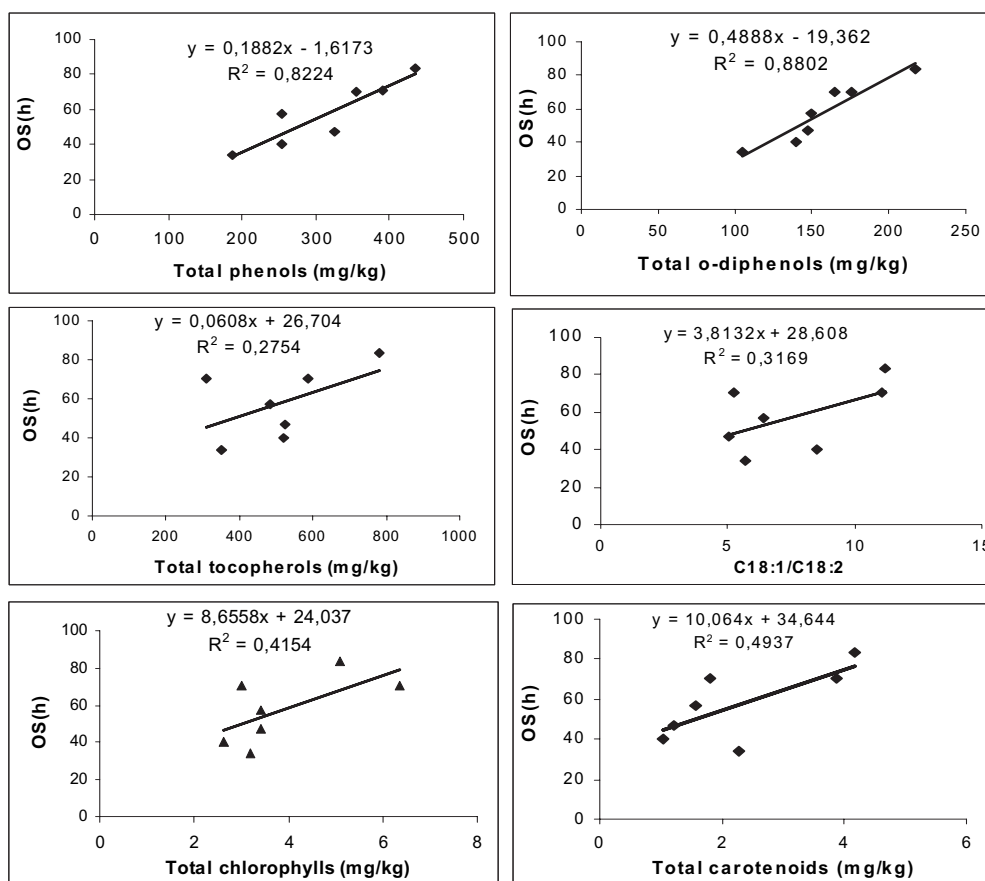 y = 0,1882x - 1,6173
R² = 0,8224
OS(h)
100
80
60
40
20
0
0 100 200 300 400 500
Total phenols (mg/kg)
y = 0,4888x - 19,362
R² = 0,8802
OS(h)
100
80
60
40
20
0
0 50 100 150 200 250
Total o-diphenols (mg/kg)
y = 0,0608x + 26,704
R² = 0,2754
OS(h)
100
80
60
40
20
0
0 200 400 600 800 1000
Total tocopherols (mg/kg)
y = 3,8132x + 28,608
R² = 0,3169
OS(h)
100
80
60
40
20
0
0 5 10 15
C18:1/C18:2
y = 8,6558x + 24,037
R² = 0,4154
OS(h)
100
80
60
40
20
0
0 2 4 6 8
Total chlorophylls (mg/kg)
y = 10,064x + 34,644
R² = 0,4937
OS(h)
100
80
60
40
20
0
0 2 4 6
Total carotenoids (mg/kg)